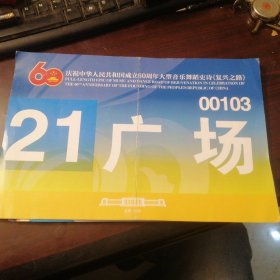 60
庆祝中华人民共和国成立60周年大型音乐舞蹈史诗《复兴之路》
FULL-LENGTH EPIC OF MUSIC AND DANCE ROAD OF REJUVENATION IN CELEBRATION OF
THE 60TH ANNIVERSARY OF THE FOUNDING OF THE PEOPLE'S REPUBLIC OF CHINA
00103
21广场